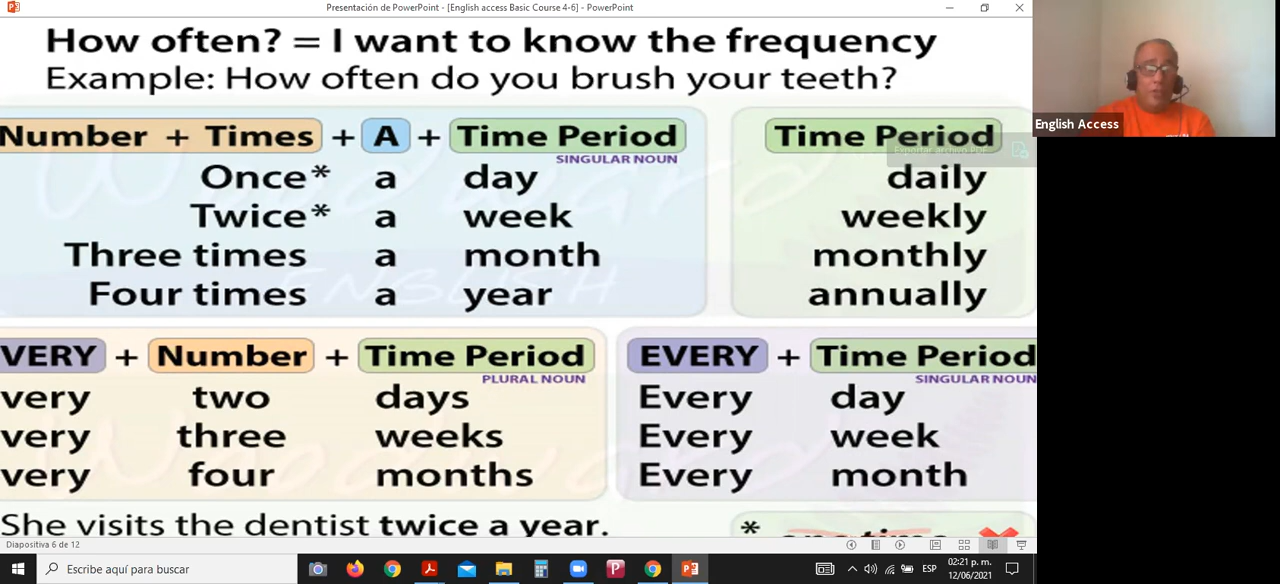 Presentación de PowerPoint - [English access Basic Course 4-6] - PowerPoint
How often? = I want to know the frequency
Example: How often do you brush your teeth?
Number + Times + A + Time Period
SINGULAR NOUN
Once* a day
Twice* a week
Three times a month
Four times a year
Time Period
Exportar archivo PDF
daily
weekly
monthly
annually
VERY + Number + Time Period
PLURAL NOUN
very two days
very three weeks
very four months
EVERY + Time Period
SINGULAR NOUN
Every day
Every week
Every month
She visits the dentist twice a year.
*
English Access
Diapositiva 6 de 12
Escribe aquí para buscar
ESP
02:21 p. m.
12/06/2021